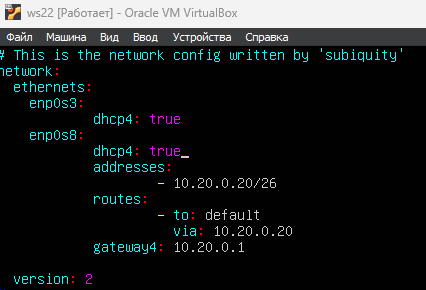 ws22 [Работает] - Oracle VM VirtualBox
Файл Машина Вид Ввод Устройства Справка
# This is the network config written by 'subiquity'
network:
  ethernets:
    enp0s3:
            dhcp4: true
    enp0s8:
            dhcp4: true_
            addresses:
                    - 10.20.0.20/26
            routes:
                    - to: default
                      via: 10.20.0.20
            gateway4: 10.20.0.1
  version: 2